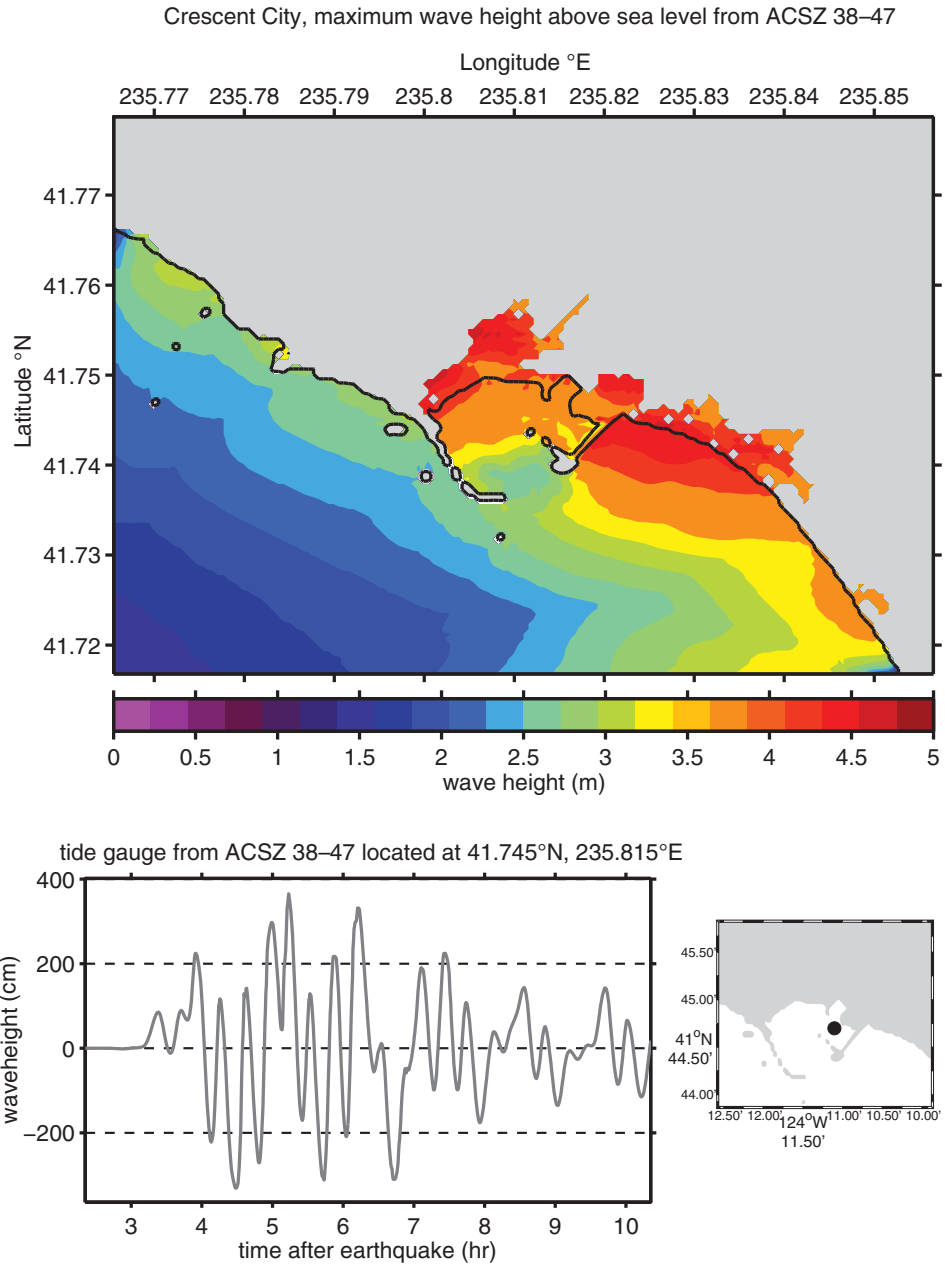 Crescent City, maximum wave height above sea level from ACSZ 38–47
Longitude °E
235.77 235.78 235.79 235.8 235.81 235.82 235.83 235.84 235.85
Latitude °N
41.77
41.76
41.75
41.74
41.73
41.72
0 0.5 1 1.5 2 2.5 3 3.5 4 4.5 5
wave height (m)
tide gauge from ACSZ 38–47 located at 41.745°N, 235.815°E
waveheight (cm)
400
200
0
−200
3 4 5 6 7 8 9 10
time after earthquake (hr)
45.50'
45.00'
41°N
44.50'
44.00'
12.50' 12.00' 124°W 11.00' 10.50' 10.00'
11.50'